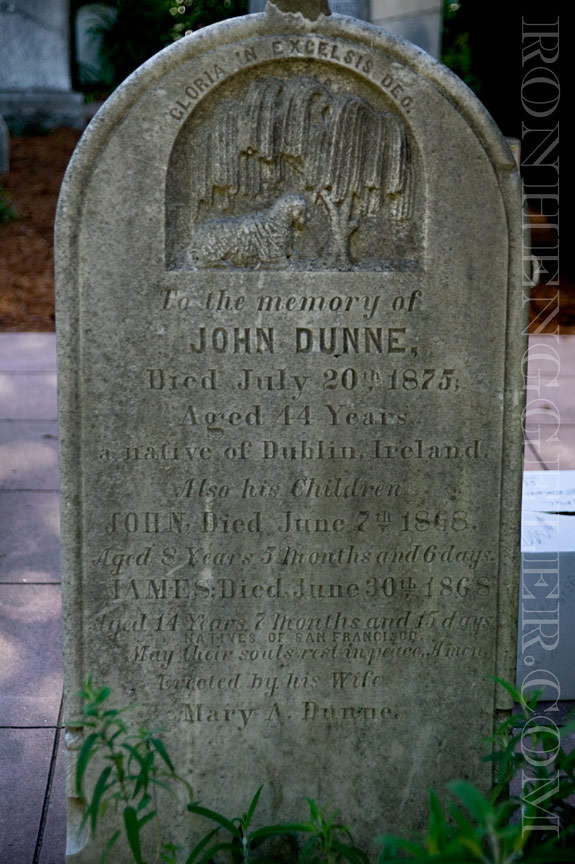 GLORIA IN EXCELSIS DEO.
To the memory of
JOHN DUNNE,
Died July 20th 1875,
Aged 44 Years
a native of Dublin, Ireland.
Also his Children
JOHN, Died June 7th 1868.
Aged 8 Years 3 months and 6 days.
JAMES: Died June 30th 1868
Aged 14 Years 7 Months and 15 days
NATIVES OF SAN FRANCISCO.
May their souls rest in peace, Amen.
Erected by his Wife
Mary A. Dunne.
IRONFENGGATHER.COM